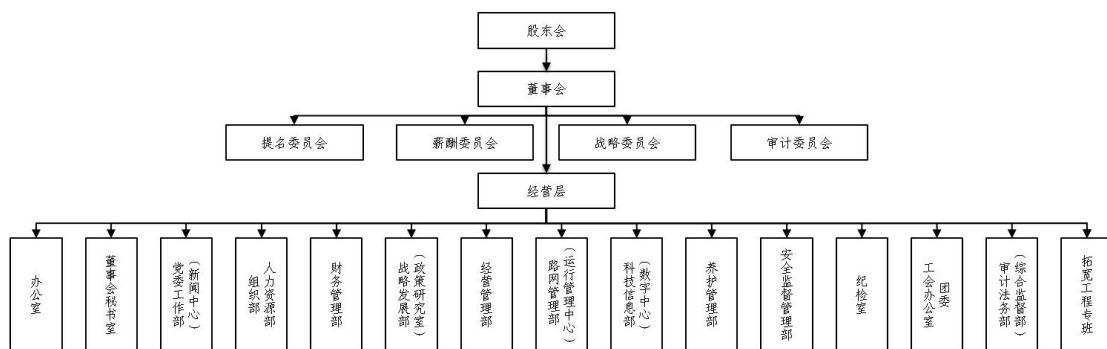 股东会
董事会
提名委员会
薪酬委员会
战略委员会
审计委员会
经营层
办公室
董事会秘书室
党委工作部
（新闻中心）
组织部
人力资源部
财务管理部
战略发展部
（政策研究室）
经营管理部
路网管理部
（运行管理中心）
科技信息部
（数字中心）
养护管理部
安全监督管理部
纪检室
工会办公室
团委
审计法务部
（综合监督部）
拓宽工程专班